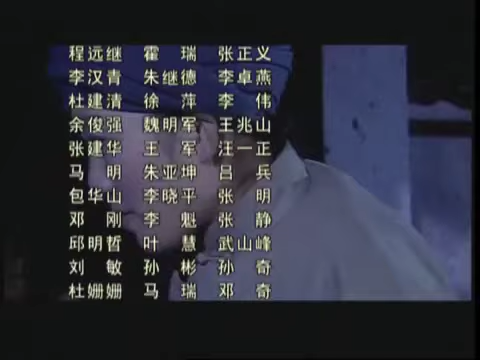 程远继 霍瑞 张正义
李汉青 朱继德 李卓燕
杜建清 徐萍 李伟
余俊强 魏明军 王兆山
张建华 王军 汪一正
马明 朱亚坤 吕兵
包华山 李晓平 张明
邓刚 李魁 张静
邱明哲 叶慧 武山峰
刘敏 孙彬 孙奇
杜姗姗 马瑞 邓奇